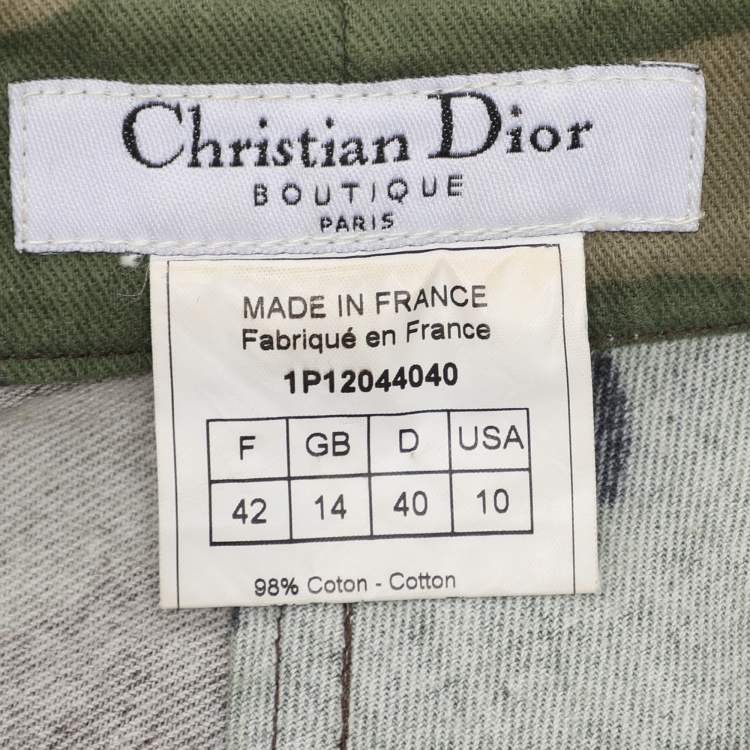 Christian Dior
BOUTIQUE
PARIS
MADE IN FRANCE
Fabriqué en France
1P12044040
F GB D USA
42 14 40 10
98% Coton - Cotton